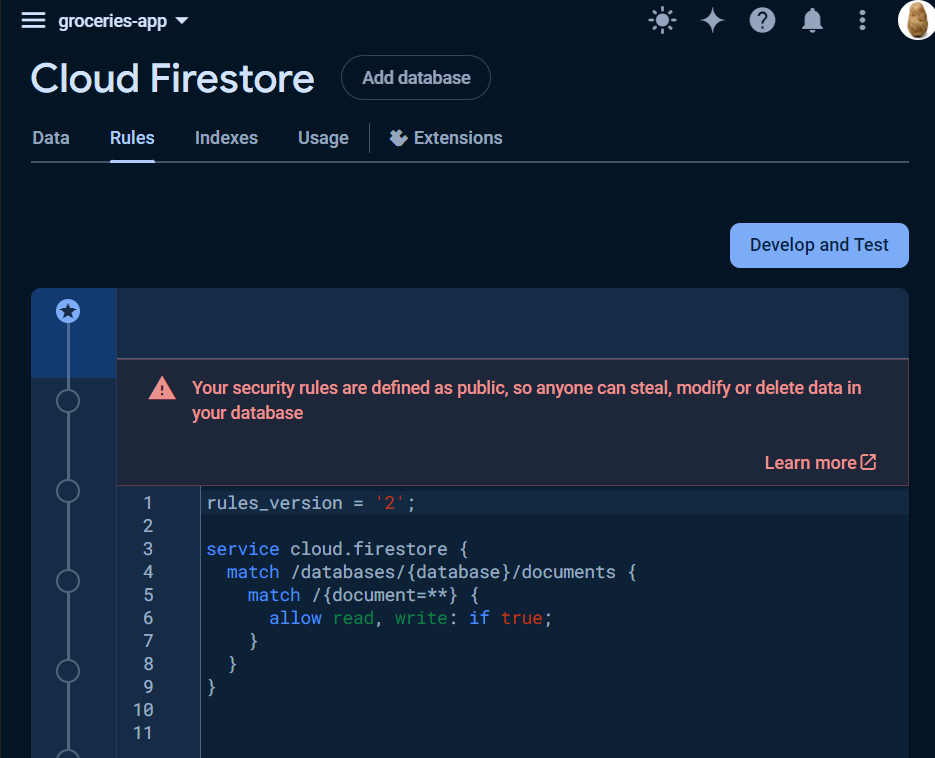 groceries-app
Cloud Firestore
Add database
Data
Rules
Indexes
Usage
Extensions
Develop and Test
Your security rules are defined as public, so anyone can steal, modify or delete data in
your database
Learn more
1 rules_version = '2';
2
3 service cloud.firestore {
4   match /databases/{database}/documents {
5     match /{document=**} {
6       allow read, write: if true;
7     }
8   }
9 }
10
11